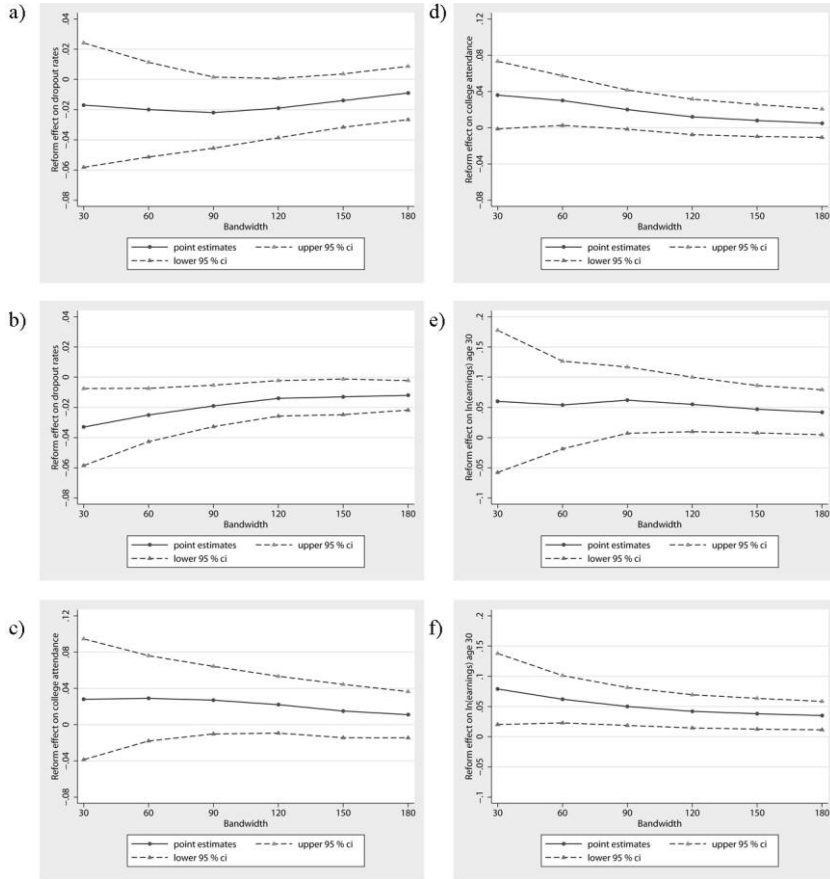 a)
Reform effect on dropout rates
.04
.02
0
-.02
-.04
-.06
-.08
30 60 90 120 150 180
Bandwidth
point estimates upper 95 % ci
lower 95 % ci
d)
Reform effect on college attendance
.12
.08
.04
0
-.04
-.08
30 60 90 120 150 180
Bandwidth
point estimates upper 95 % ci
lower 95 % ci
b)
Reform effect on dropout rates
.04
.02
0
-.02
-.04
-.06
-.08
30 60 90 120 150 180
Bandwidth
point estimates upper 95 % ci
lower 95 % ci
e)
Reform effect on ln(earnings) age 30
.2
.15
.1
.05
0
-.05
-.1
30 60 90 120 150 180
Bandwidth
point estimates upper 95 % ci
lower 95 % ci
c)
Reform effect on college attendance
.12
.08
.04
0
-.04
-.08
30 60 90 120 150 180
Bandwidth
point estimates upper 95 % ci
lower 95 % ci
f)
Reform effect on ln(earnings) age 30
.2
.15
.1
.05
0
-.05
-.1
30 60 90 120 150 180
Bandwidth
point estimates upper 95 % ci
lower 95 % ci